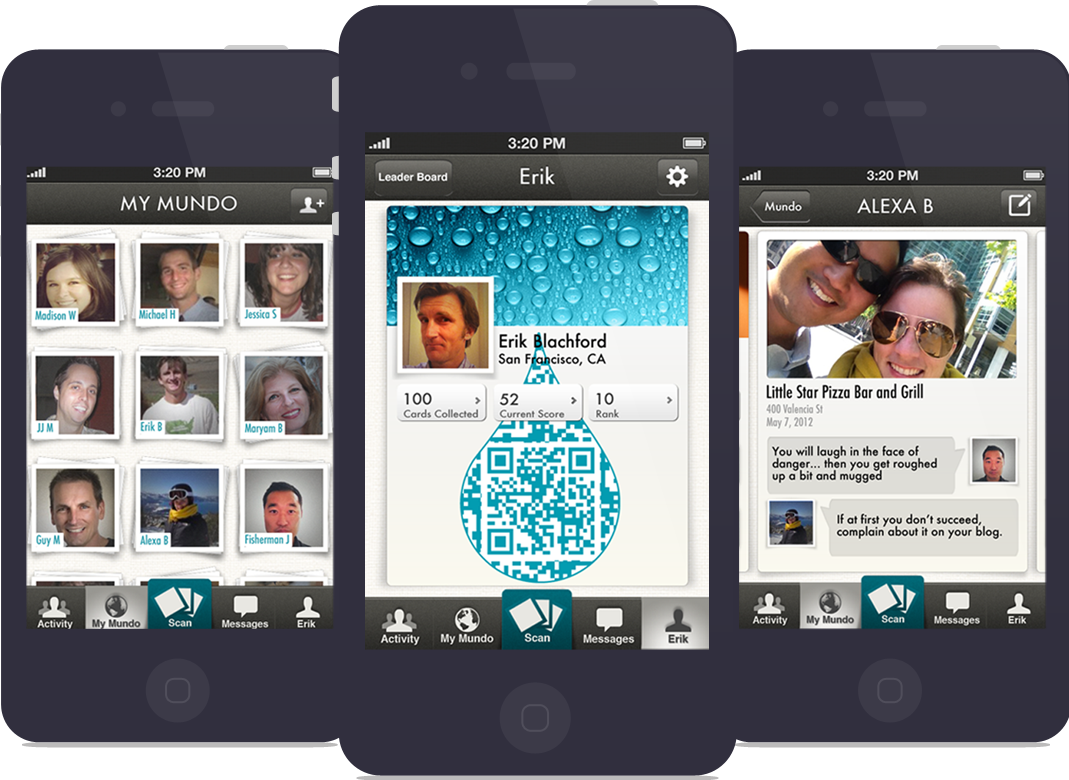 3:20 PM
MY MUNDO
Madison W
Michael H
Jessica S
JJ M
Erik B
Maryam B
Guy M
Alexa B
Fisherman J
Activity
My Mundo
Scan
Messages
Erik
3:20 PM
Leader Board
Erik
Erik Blachford
San Francisco, CA
100
Cards Collected
52
Current Score
10
Rank
Activity
My Mundo
Scan
Messages
Erik
3:20 PM
Mundo
ALEXA B
Little Star Pizza Bar and Grill
400 Valencia St
May 7, 2012
You will laugh in the face of
danger... then you get roughed
up a bit and mugged
If at first you don't succeed,
complain about it on your blog.
Activity
My Mundo
Scan
Messages
Erik